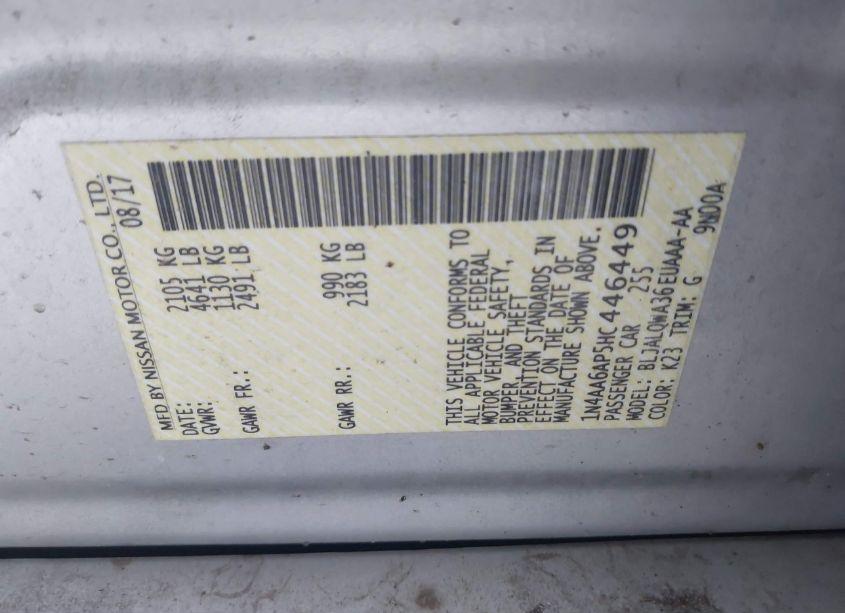 MFD BY NISSAN MOTOR CO., LTD.
DATE: 08/17
GVWR: 2105 KG
4641 LB
GAWR FR.: 1130 KG
2491 LB
GAWR RR.: 990 KG
2183 LB
THIS VEHICLE CONFORMS TO
ALL APPLICABLE FEDERAL
MOTOR VEHICLE SAFETY,
BUMPER, AND THEFT
PREVENTION STANDARDS IN
EFFECT ON THE DATE OF
MANUFACTURE SHOWN ABOVE.
1N4AA6AP5HC446449
PASSENGER CAR 255
MODEL: BLJALQWA36EUAAA-AA
COLOR: K23 TRIM: G 9ND0A